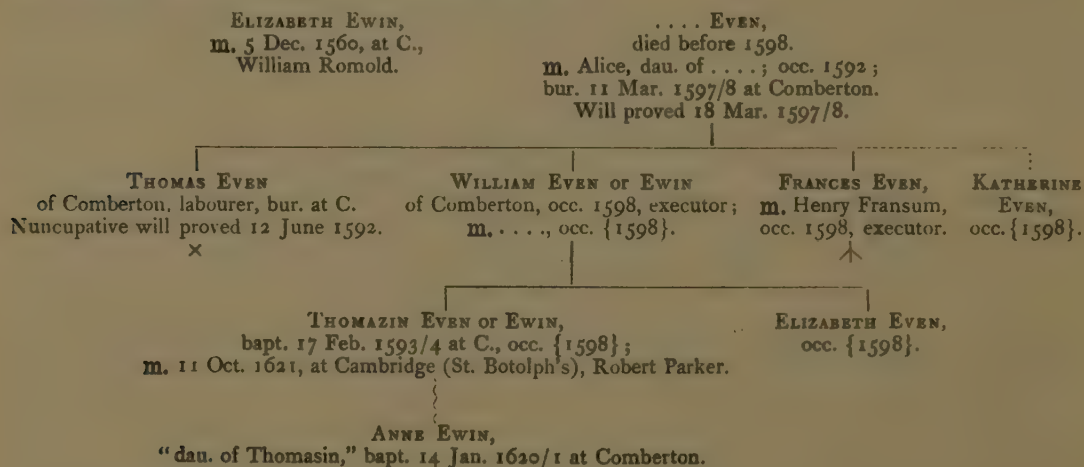 ELIZABETH EWIN,
m. 5 Dec. 1560, at C.,
William Romold.
. . . . EVEN,
died before 1598.
m. Alice, dau. of . . . . ; occ. 1592 ;
bur. 11 Mar. 1597/8 at Comberton.
Will proved 18 Mar. 1597/8.
THOMAS EVEN
of Comberton, labourer, bur. at C.
Nuncupative will proved 12 June 1592.
×
WILLIAM EVEN OR EWIN
of Comberton, occ. 1598, executor ;
m. . . . . , occ. {1598}.
FRANCES EVEN,
m. Henry Fransum,
occ. 1598, executor.
KATHERINE
EVEN,
occ. {1598}.
THOMAZIN EVEN OR EWIN,
bapt. 17 Feb. 1593/4 at C., occ. {1598} ;
m. 11 Oct. 1621, at Cambridge (St. Botolph's), Robert Parker.
ELIZABETH EVEN,
occ. {1598}.
ANNE EWIN,
"dau. of Thomasin," bapt. 14 Jan. 1620/1 at Comberton.